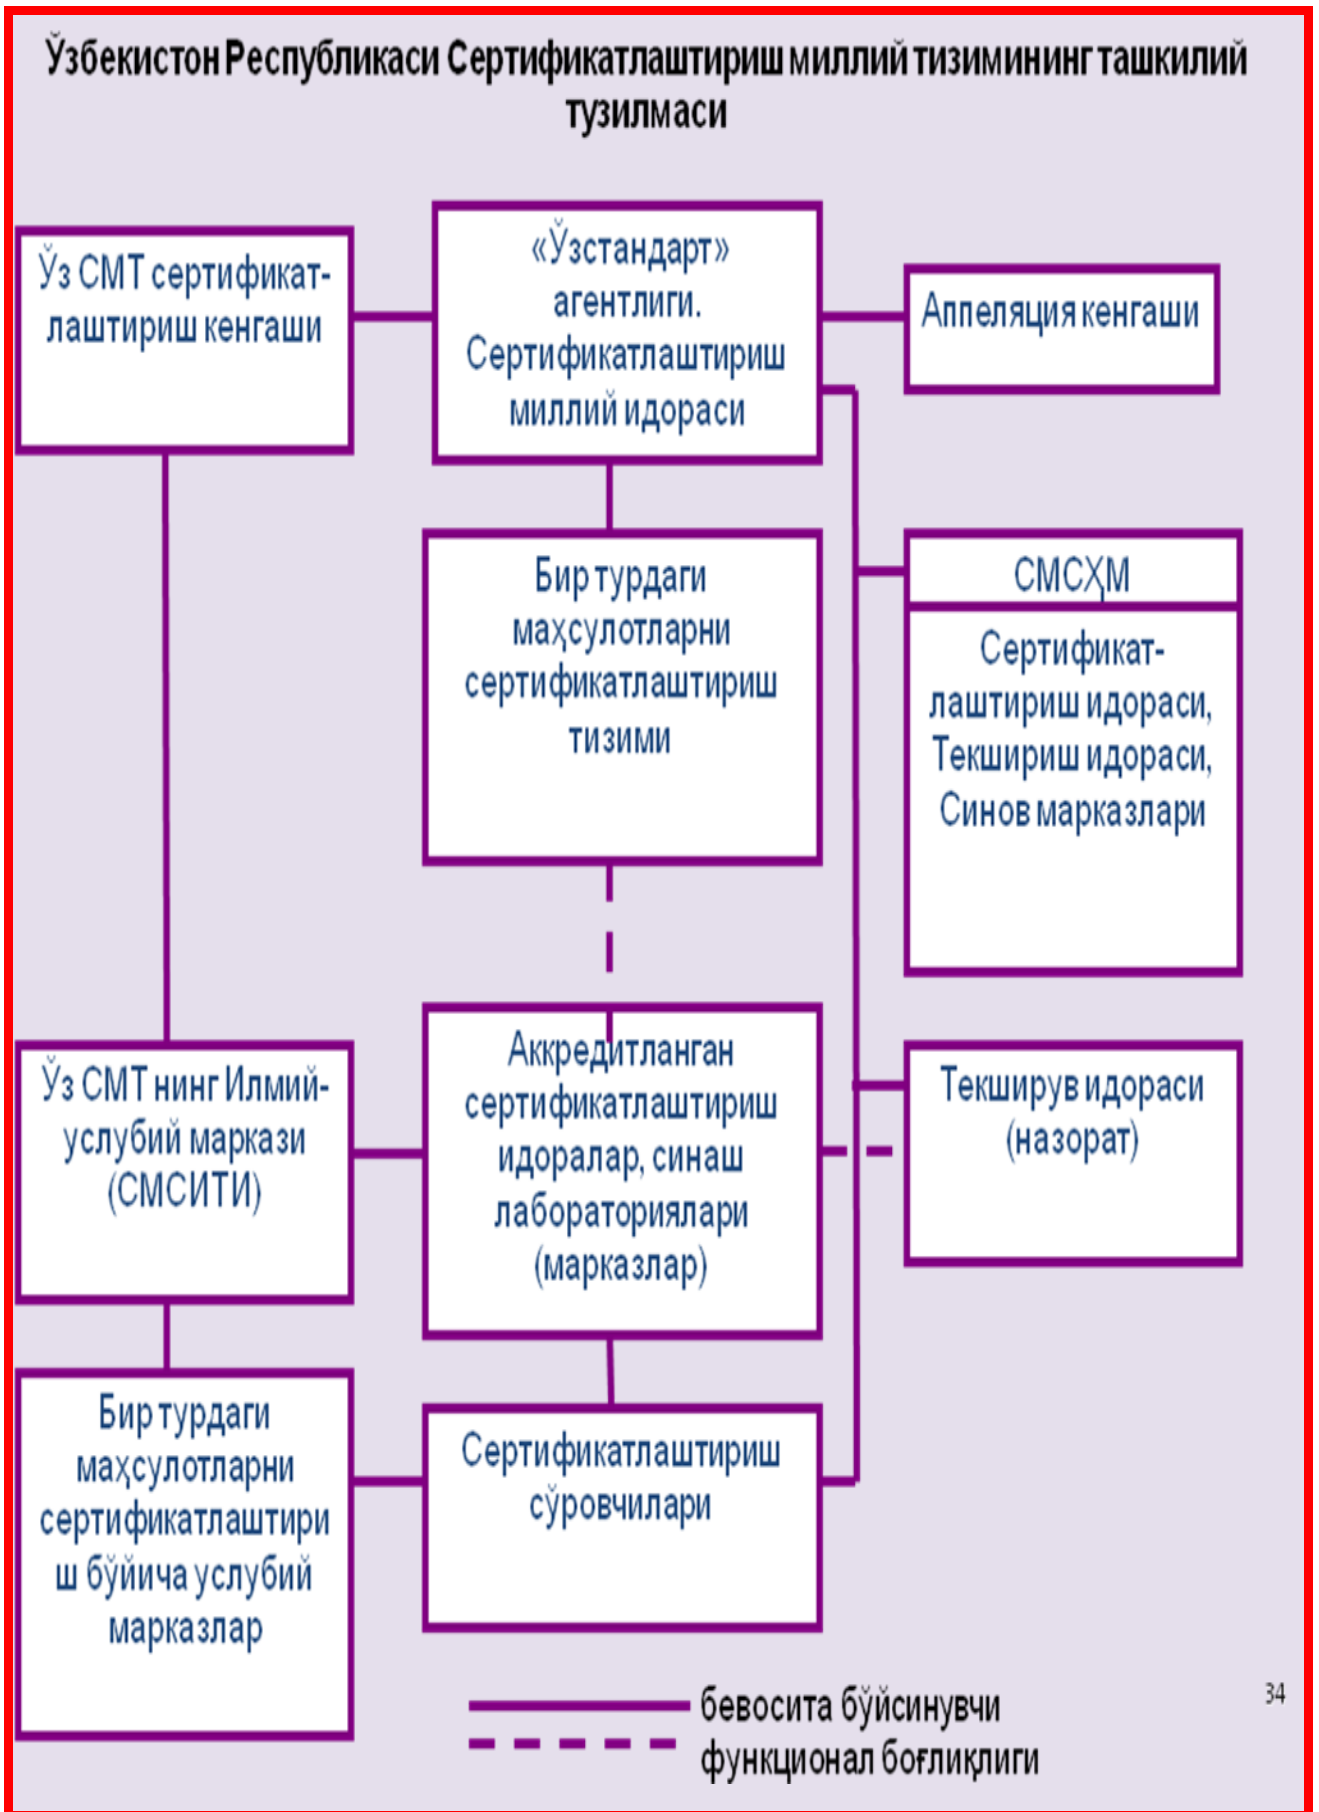 Ўзбекистон Республикаси Сертификатлаштириш миллий тизимининг ташкилий
тузилмаси
Ўз СМТ сертификат-
лаштириш кенгаши
«Ўзстандарт»
агентлиги.
Сертификатлаштириш
миллий идораси
Аппеляция кенгаши
Бир турдаги
маҳсулотларни
сертификатлаштириш
тизими
СМСҲМ
Сертификат-
лаштириш идораси,
Текшириш идораси,
Синов марказлари
Ўз СМТ нинг Илмий-
услубий маркази
(СМСИТИ)
Аккредитланган
сертификатлаштириш
идоралар, синаш
лабораториялари
(марказлар)
Текширув идораси
(назорат)
Бир турдаги
маҳсулотларни
сертификатлаштири
ш бўйича услубий
марказлар
Сертификатлаштириш
сўровчилари
бевосита бўйсинувчи
функционал боғлиқлиги
34